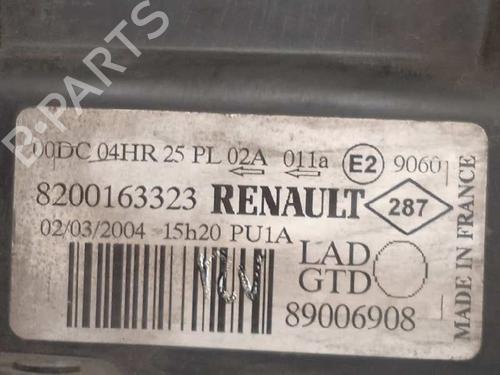 B-PARTS
00DC 04HR 25 PL 02A 011a E2 9060
8200163323 RENAULT 287
02/03/2004 15h20 PU1A
LAD
GTD
89006908
MADE IN FRANCE